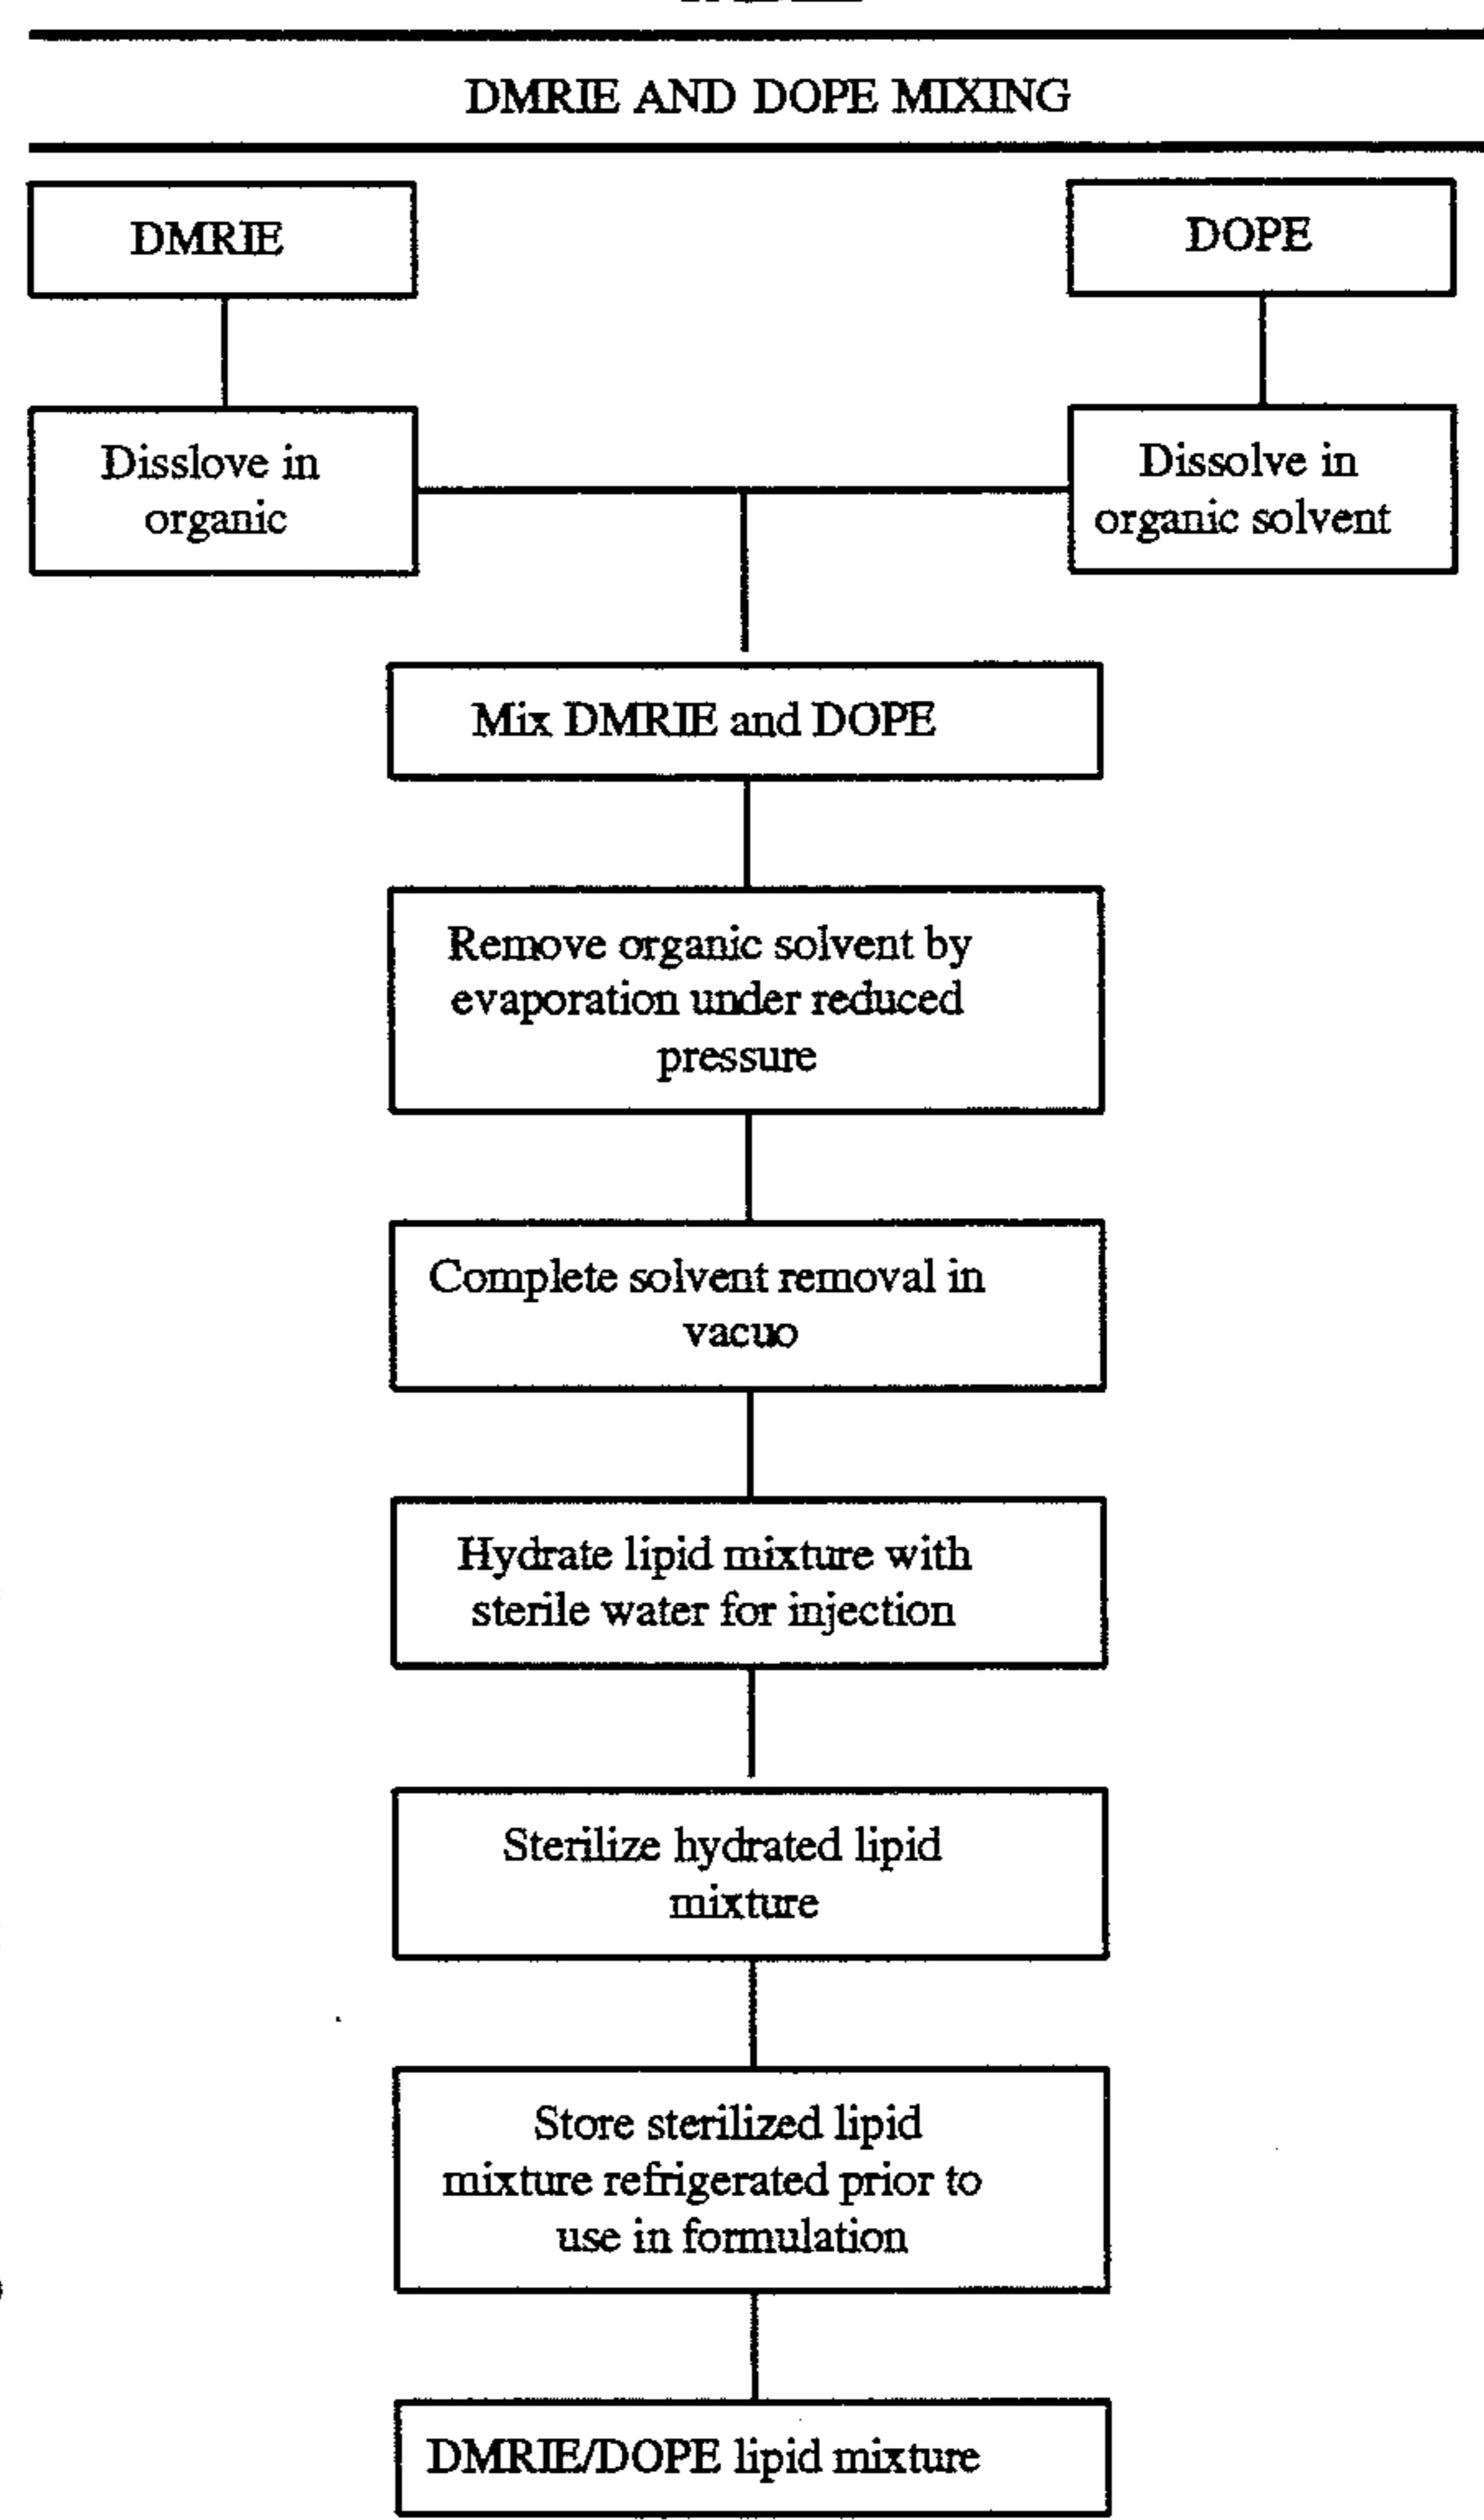 DMRIE AND DOPE MIXING
DMRIE
DOPE
Disslove in
organic
Dissolve in
organic solvent
Mix DMRIE and DOPE
Remove organic solvent by
evaporation under reduced
pressure
Complete solvent removal in
vacuo
Hydrate lipid mixture with
sterile water for injection
Sterilize hydrated lipid
mixture
Store sterilized lipid
mixture refrigerated prior to
use in formulation
DMRIE/DOPE lipid mixture